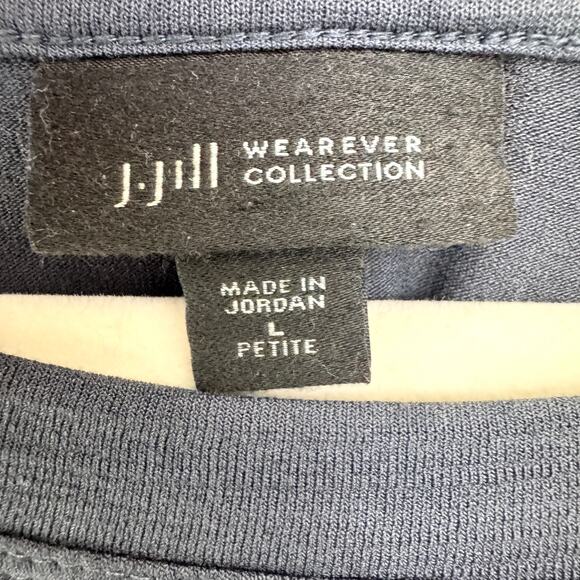 J.Jill WEAREVER
COLLECTION
MADE IN
JORDAN
L
PETITE